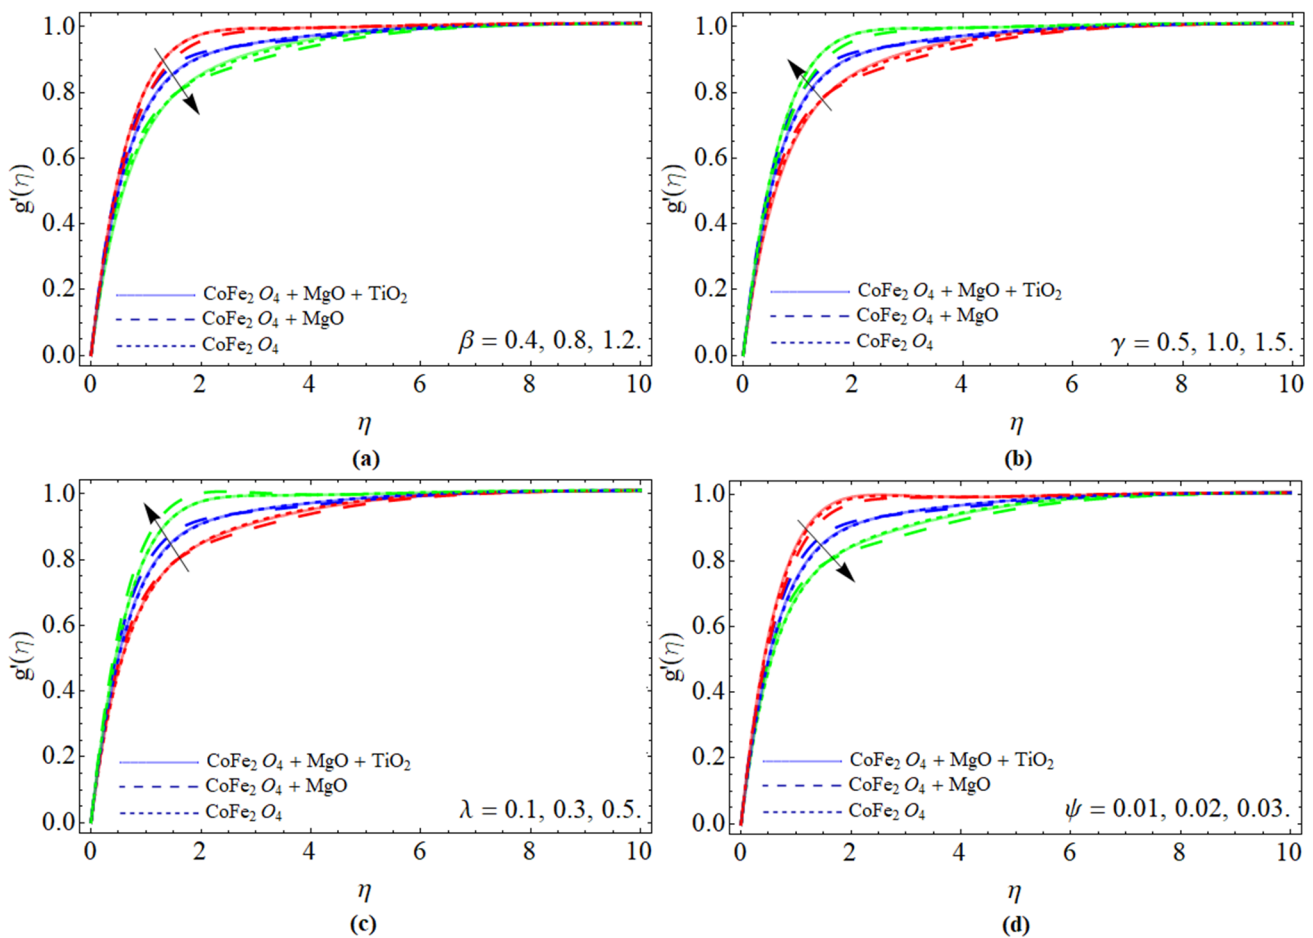 1.0
0.8
0.6
0.4
0.2
0.0
g'(η)
CoFe₂ O₄ + MgO + TiO₂
CoFe₂ O₄ + MgO
CoFe₂ O₄
β = 0.4, 0.8, 1.2.
0 2 4 6 8 10
η
(a)
1.0
0.8
0.6
0.4
0.2
0.0
g'(η)
CoFe₂ O₄ + MgO + TiO₂
CoFe₂ O₄ + MgO
CoFe₂ O₄
γ = 0.5, 1.0, 1.5.
0 2 4 6 8 10
η
(b)
1.0
0.8
0.6
0.4
0.2
0.0
g'(η)
CoFe₂ O₄ + MgO + TiO₂
CoFe₂ O₄ + MgO
CoFe₂ O₄
λ = 0.1, 0.3, 0.5.
0 2 4 6 8 10
η
(c)
1.0
0.8
0.6
0.4
0.2
0.0
g'(η)
CoFe₂ O₄ + MgO + TiO₂
CoFe₂ O₄ + MgO
CoFe₂ O₄
ψ = 0.01, 0.02, 0.03.
0 2 4 6 8 10
η
(d)